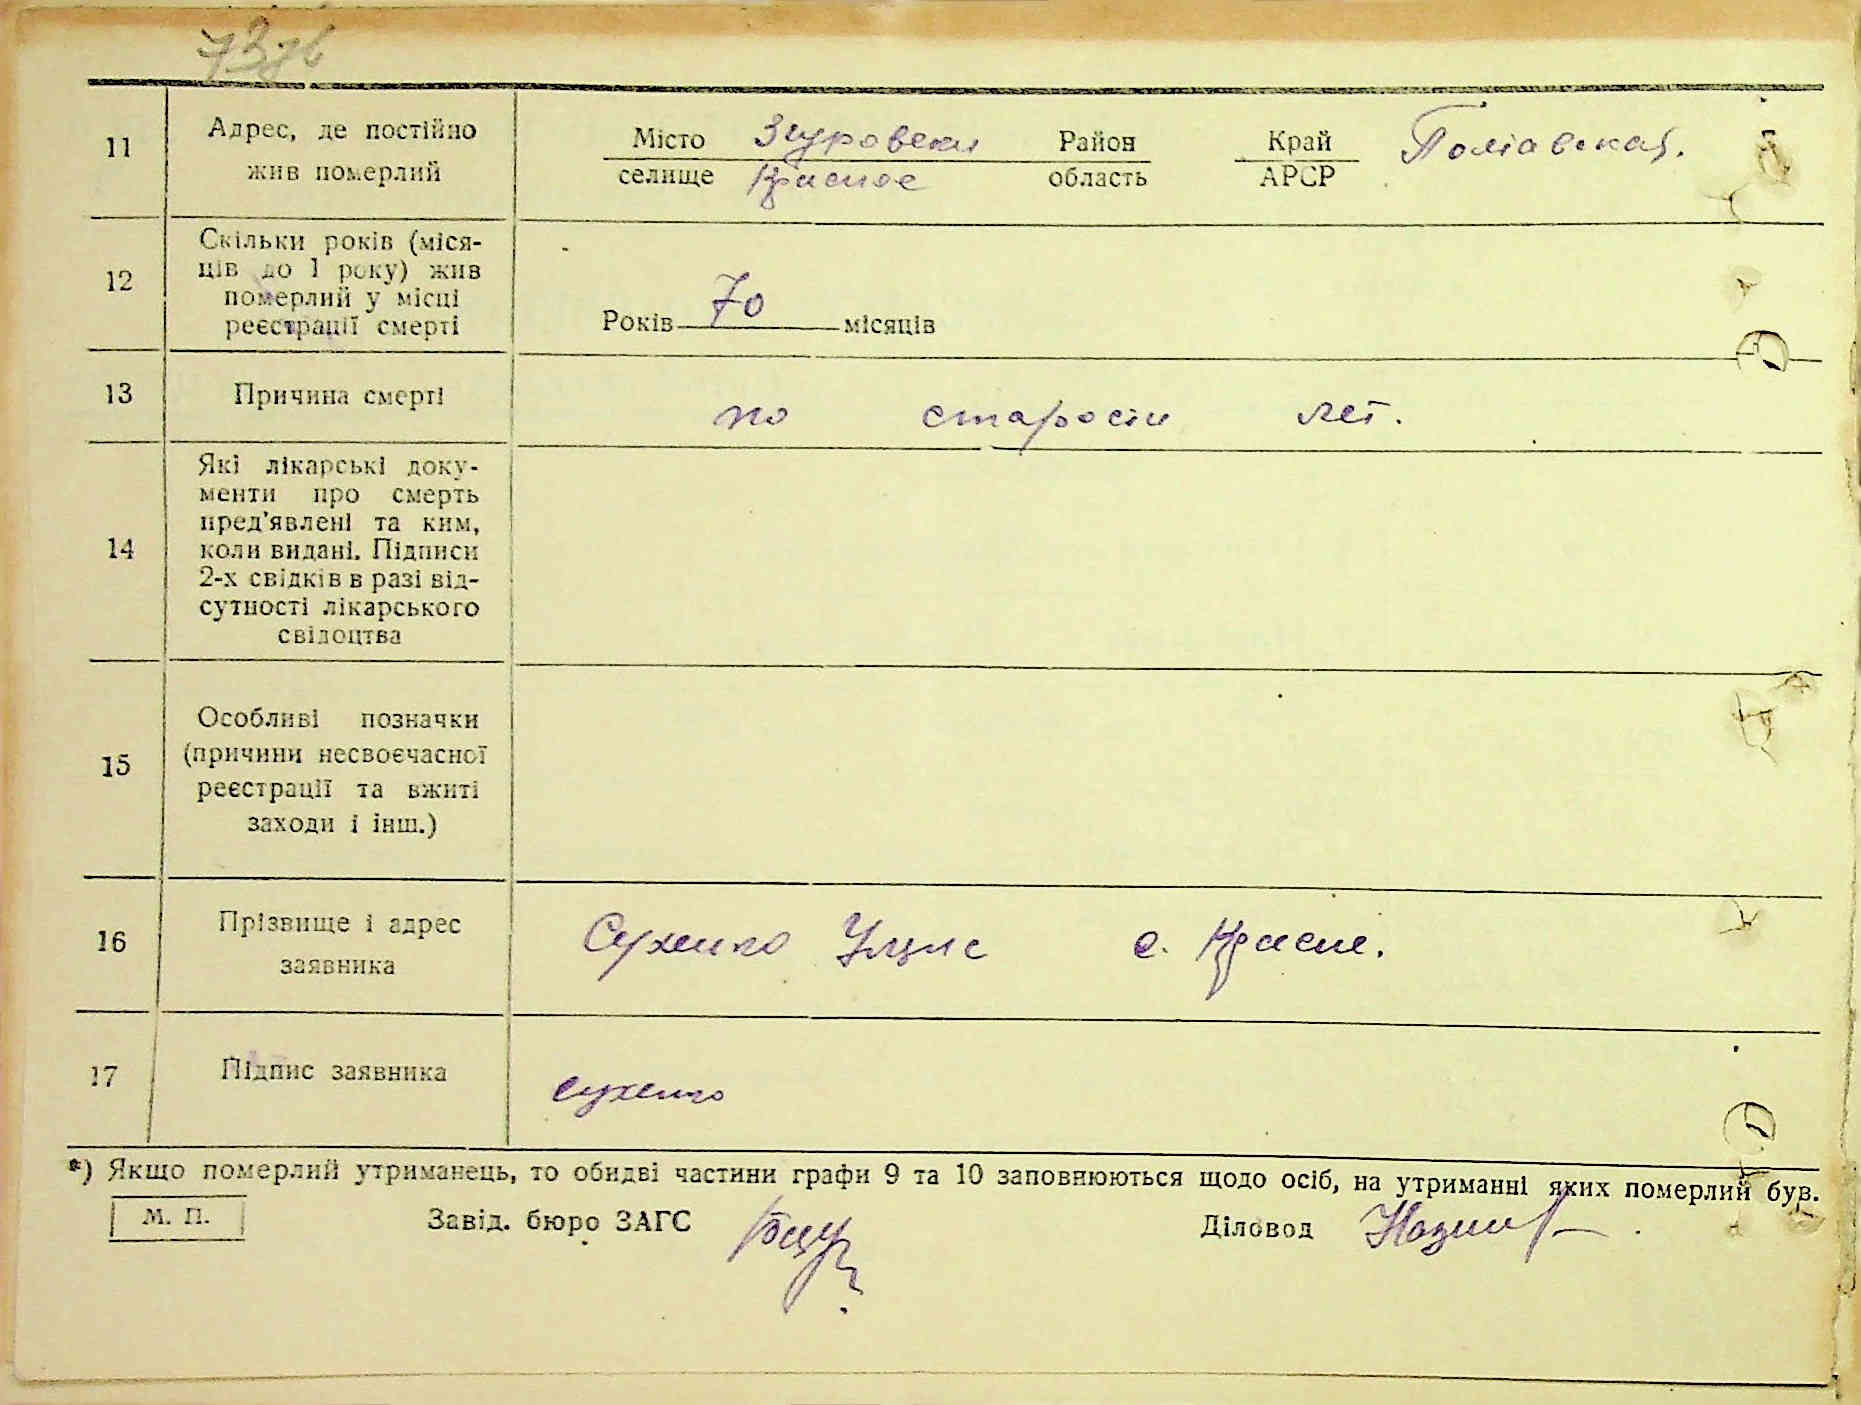 73зв
11 Адрес, де постійно жив померлий
Місто Згуровский Район Край Полтавская.
селище Красное область АРСР
12 Скільки років (міся-
ців до 1 року) жив
померлий у місці
реєстрації смерті
Років 70 місяців
13 Причина смерті по старости лет.
14 Які лікарські доку-
менти про смерть
пред'явлені та ким,
коли видані. Підписи
2-х свідків в разі від-
сутності лікарського
свідоцтва
15 Особливі позначки
(причини несвоєчасної
реєстрації та вжиті
заходи і інш.)
16 Прізвище і адрес
заявника
Сухенко с. Красне.
17 Підпис заявника Сухенко
*) Якщо померлий утриманець, то обидві частини графи 9 та 10 заповнюються щодо осіб, на утриманні яких померлий був.
М. П. Завід. бюро ЗАГС Діловод